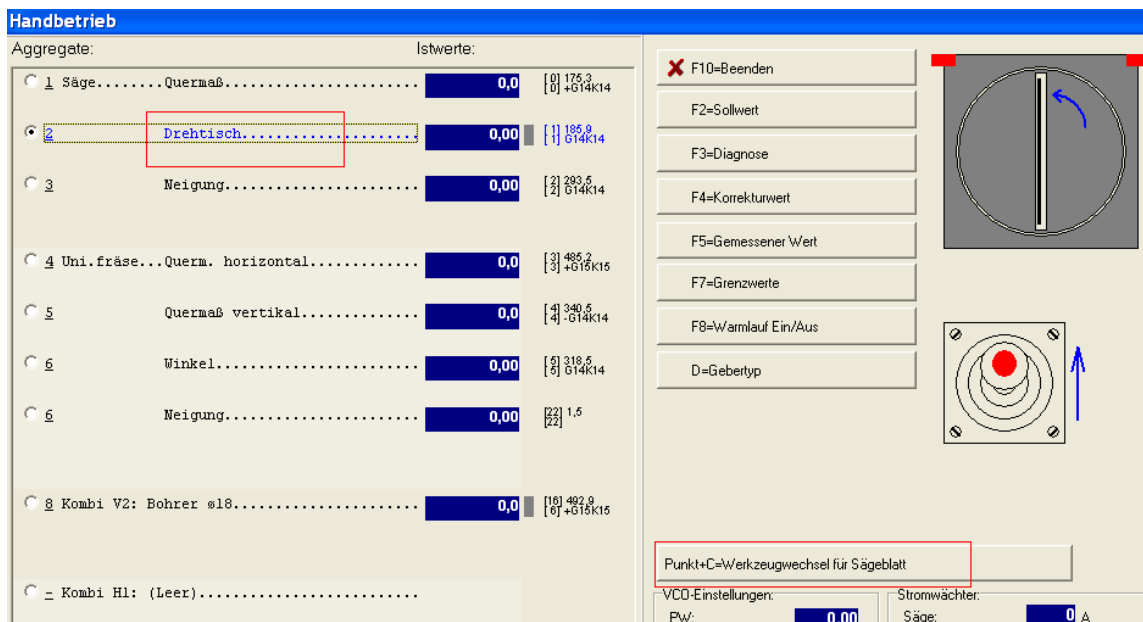 Handbetrieb
Aggregate: Istwerte:
1 Säge........Quermaß....................... 0,0 [ 0] 175,3
[ 0] +G14K14
2 Drehtisch..................... 0,00 [ 1] 185,9
[ 1] G14K14
3 Neigung....................... 0,00 [ 2] 293,5
[ 2] G14K14
4 Uni.fräse...Querm. horizontal............. 0,0 [ 3] 485,2
[ 3] +G15K15
5 Quermaß vertikal.............. 0,0 [ 4] 340,5
[ 4] -G14K14
6 Winkel........................ 0,00 [ 5] 318,5
[ 5] G14K14
6 Neigung....................... 0,00 [22] 1,5
[22]
8 Kombi V2: Bohrer ø18...................... 0,0 [16] 492,9
[ 6] +G15K15
- Kombi H1: (Leer)..........................
F10=Beenden
F2=Sollwert
F3=Diagnose
F4=Korrekturwert
F5=Gemessener Wert
F7=Grenzwerte
F8=Warmlauf Ein/Aus
D=Gebertyp
Punkt+C=Werkzeugwechsel für Sägeblatt
VCO-Einstellungen: Stromwächter:
PW: 0,00 Säge: 0 A